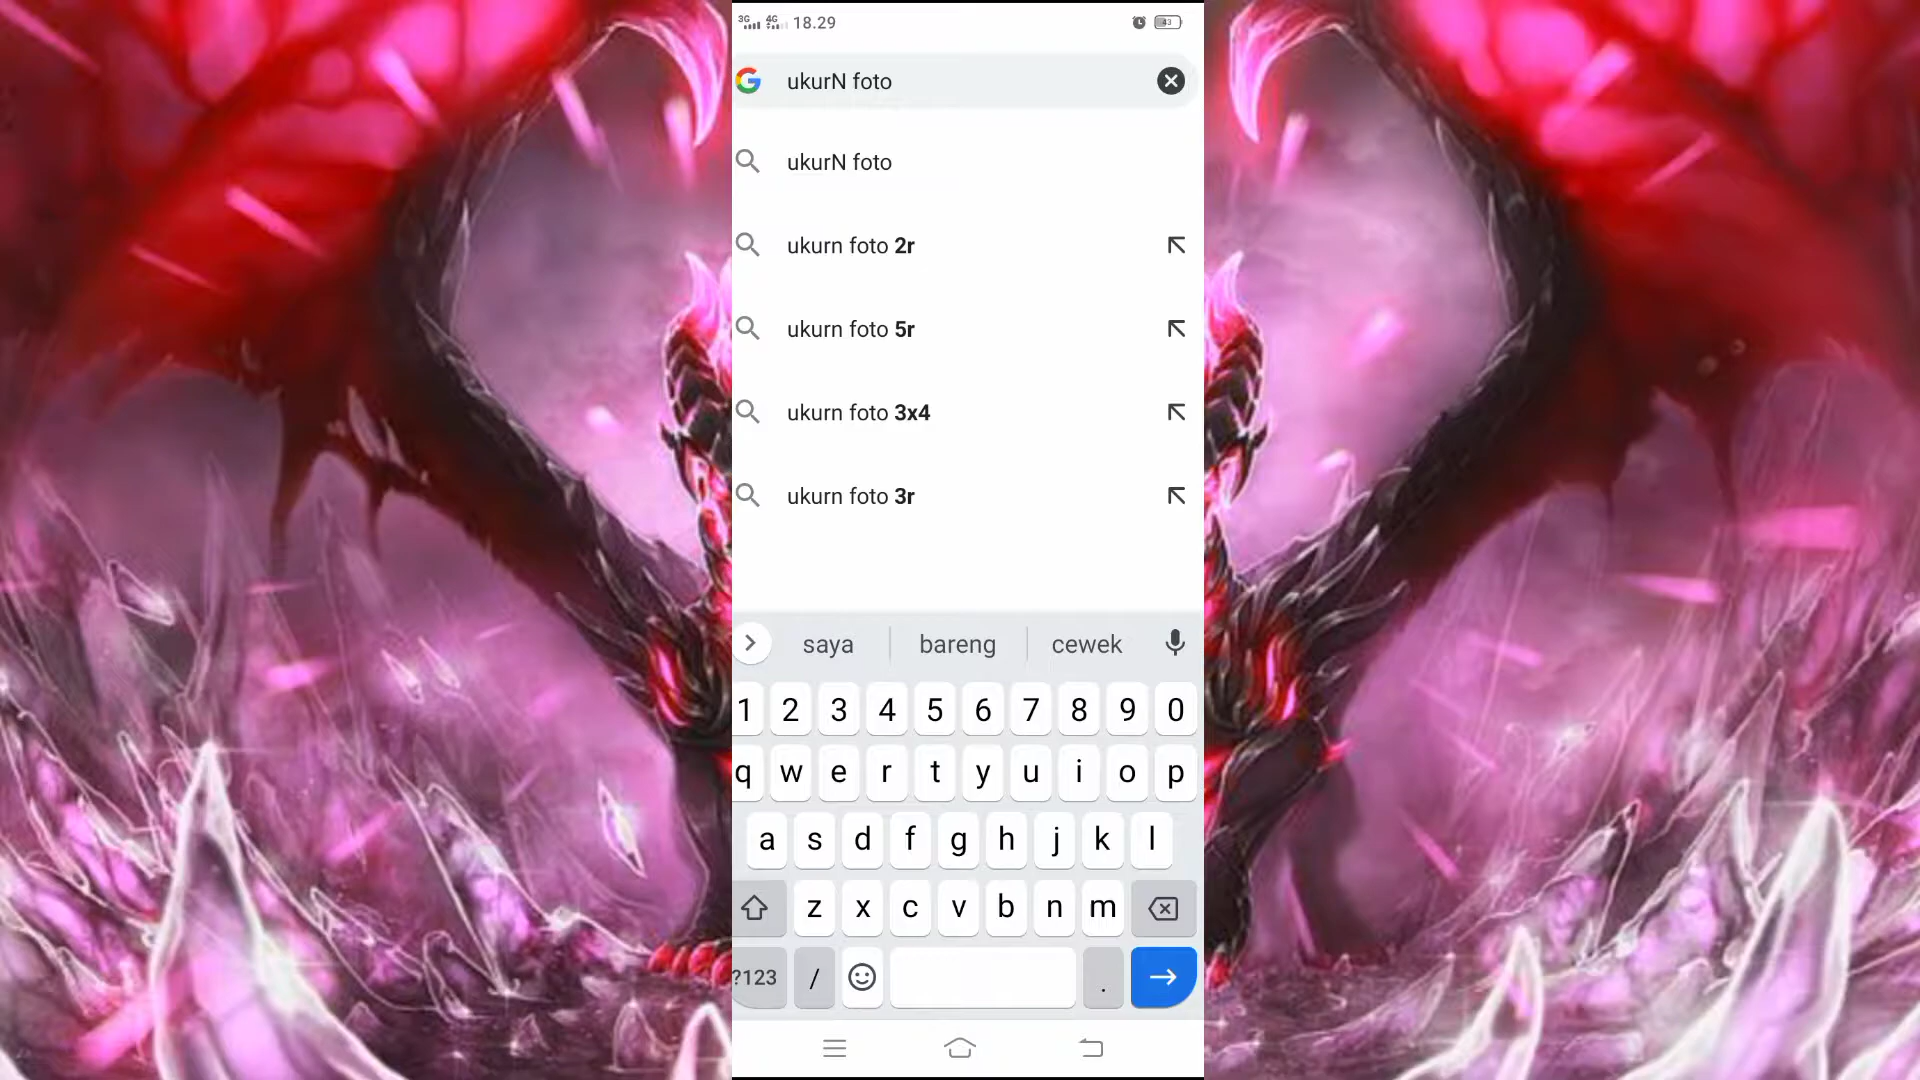 3G 4G 18.29 43
ukurN foto
ukurN foto
ukurn foto 2r
ukurn foto 5r
ukurn foto 3x4
ukurn foto 3r
saya bareng cewek
1 2 3 4 5 6 7 8 9 0
q w e r t y u i o p
a s d f g h j k l
z x c v b n m
?123 / .